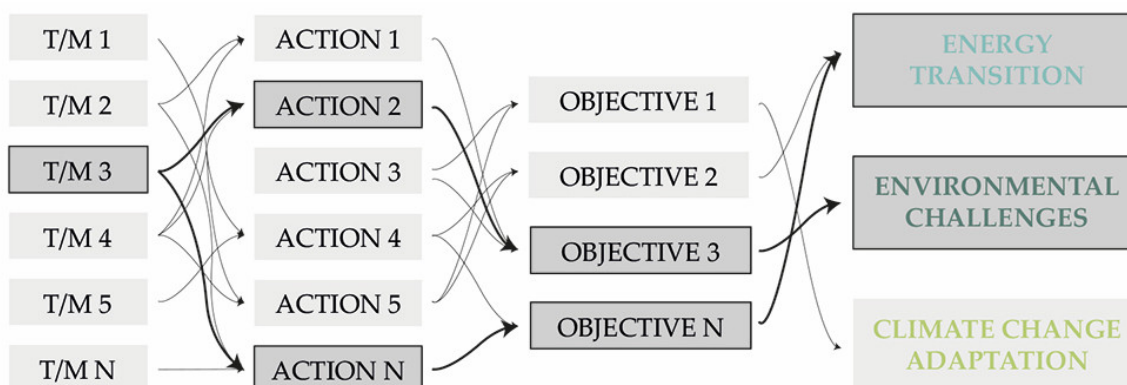 T/M 1
T/M 2
T/M 3
T/M 4
T/M 5
T/M N
ACTION 1
ACTION 2
ACTION 3
ACTION 4
ACTION 5
ACTION N
OBJECTIVE 1
OBJECTIVE 2
OBJECTIVE 3
OBJECTIVE N
ENERGY
TRANSITION
ENVIRONMENTAL
CHALLENGES
CLIMATE CHANGE
ADAPTATION